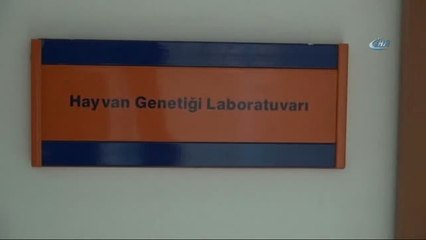 Hayvan Genetiği Laboratuvarı